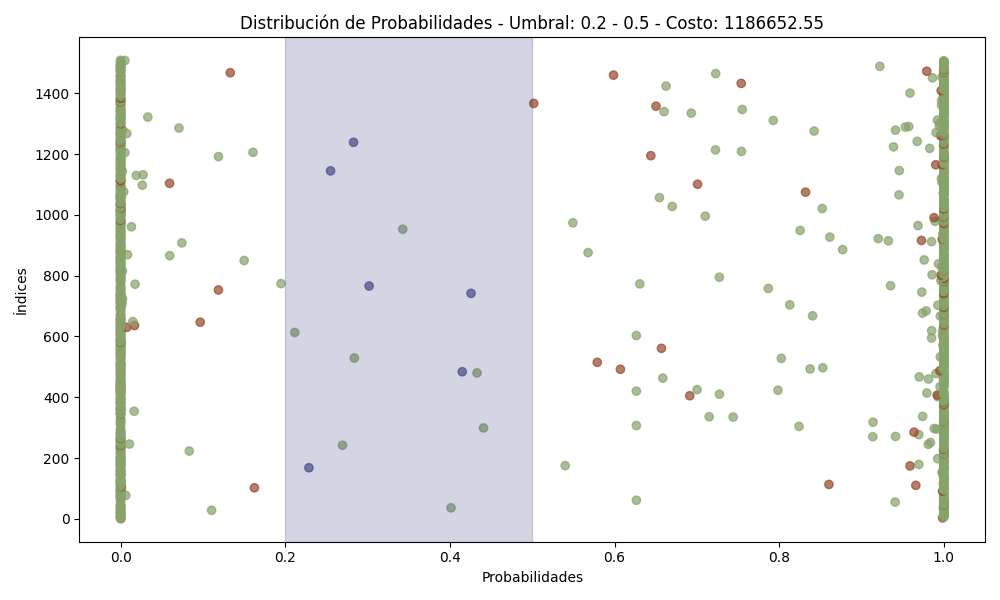 Distribución de Probabilidades - Umbral: 0.2 - 0.5 - Costo: 1186652.55
Índices
1400
1200
1000
800
600
400
200
0
0.0 0.2 0.4 0.6 0.8 1.0
Probabilidades